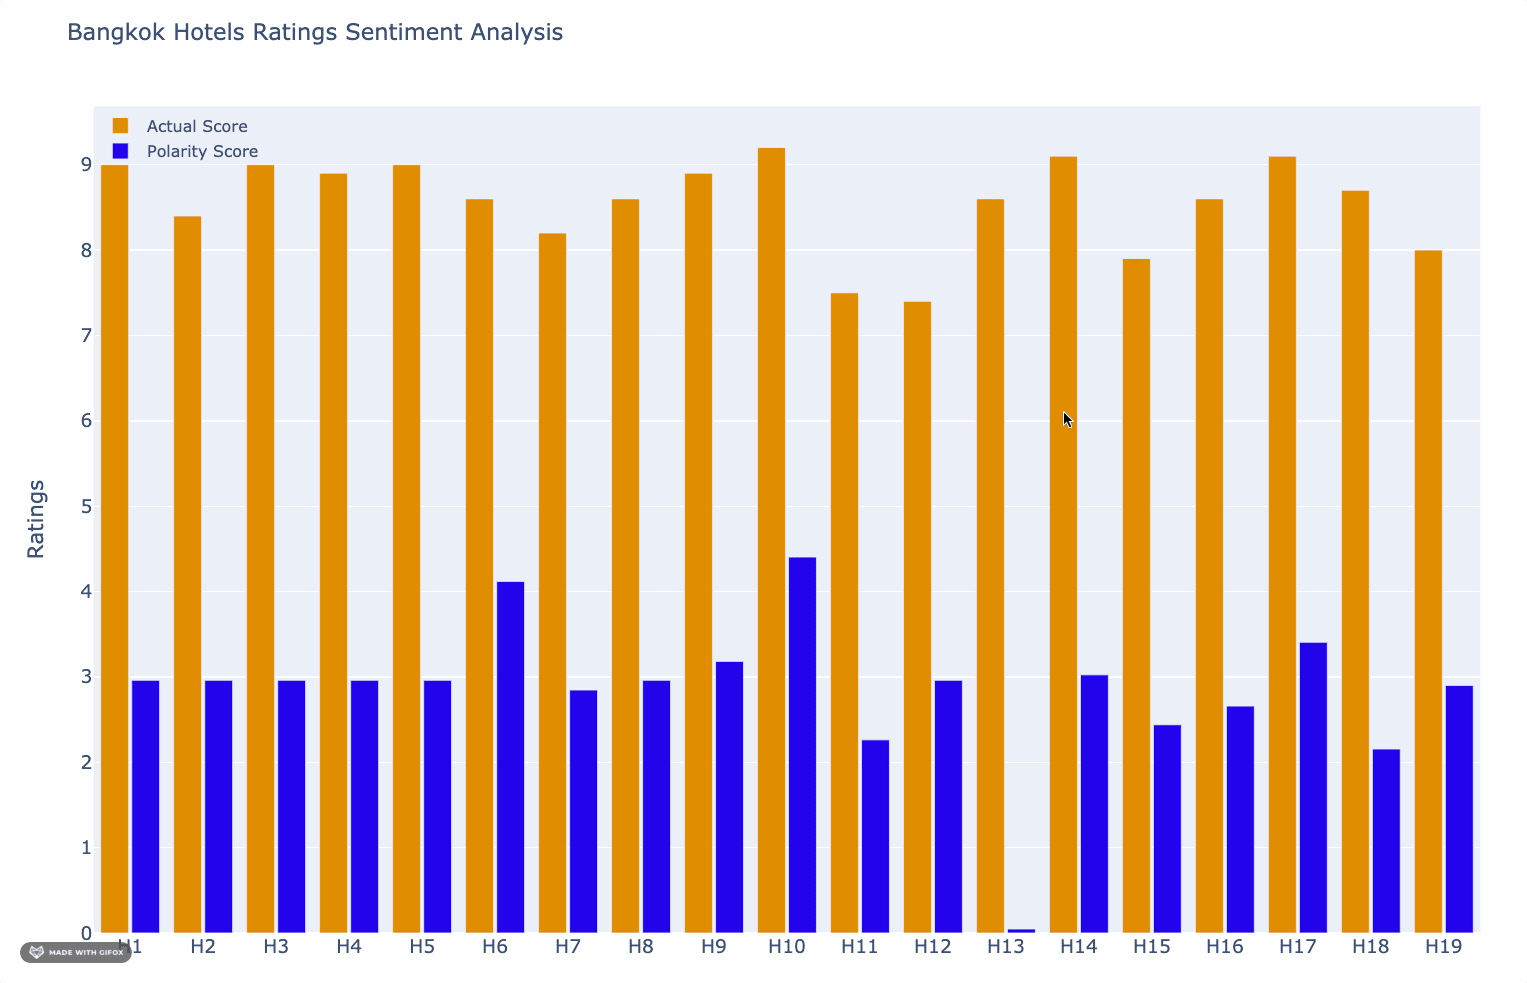 Bangkok Hotels Ratings Sentiment Analysis
Actual Score
Polarity Score
9
8
7
6
5
4
3
2
1
0
Ratings
H1 H2 H3 H4 H5 H6 H7 H8 H9 H10 H11 H12 H13 H14 H15 H16 H17 H18 H19
MADE WITH GIFOX